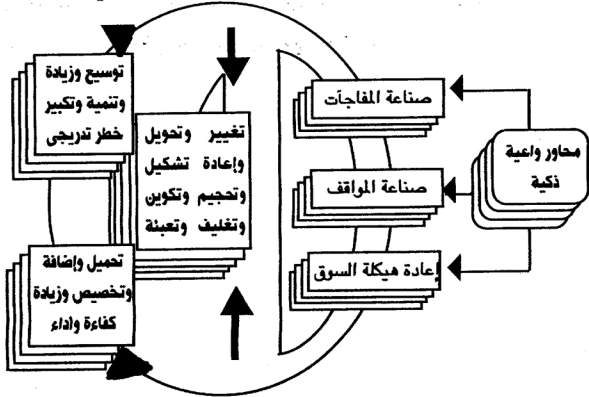 توسيع وزيادة
وتنمية وتكبير
خطر تدريجى
تغيير وتحويل
وإعادة تشكيل
وتحجيم وتكوين
وتغليف وتعبئة
تحميل وإضافة
وتخصيص وزيادة
كفاءة وأداء
صناعة المفاجآت
صناعة المواقف
إعادة هيكلة السوق
محاور واعية
ذكية